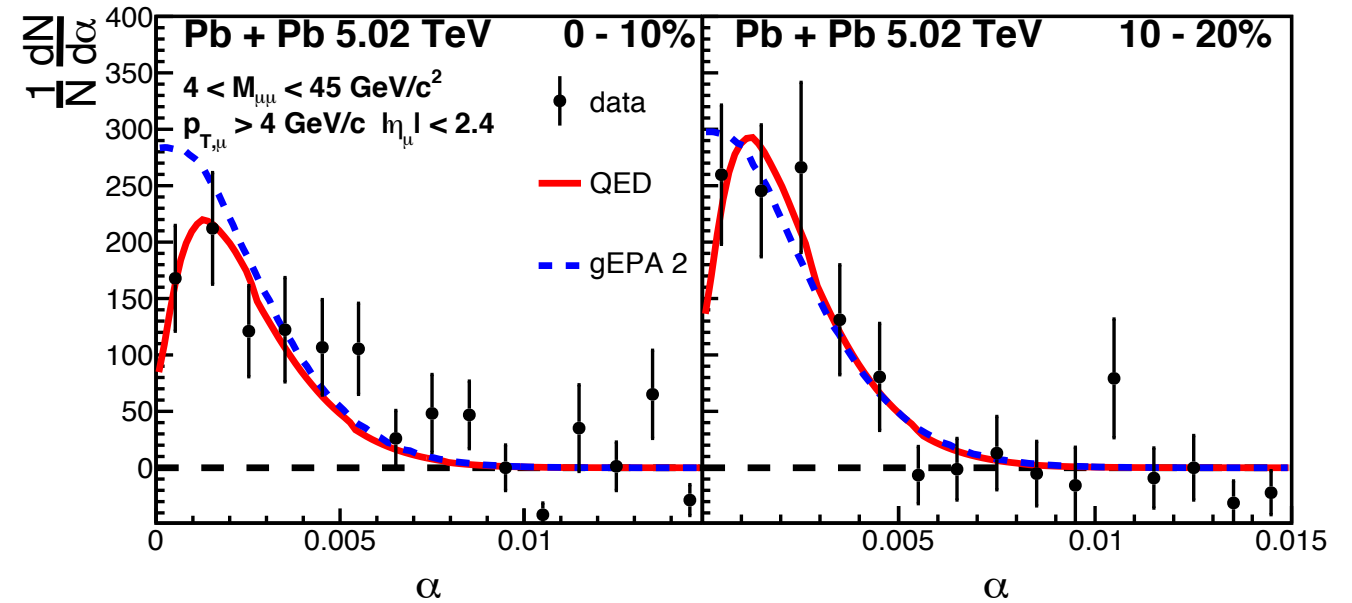 1/N dN/dα
400
350
300
250
200
150
100
50
0
Pb + Pb 5.02 TeV 0 - 10%
4 < Mμμ < 45 GeV/c²
pT,μ > 4 GeV/c |ημ| < 2.4
data
QED
gEPA 2
0 0.005 0.01
α
Pb + Pb 5.02 TeV 10 - 20%
0.005 0.01 0.015
α